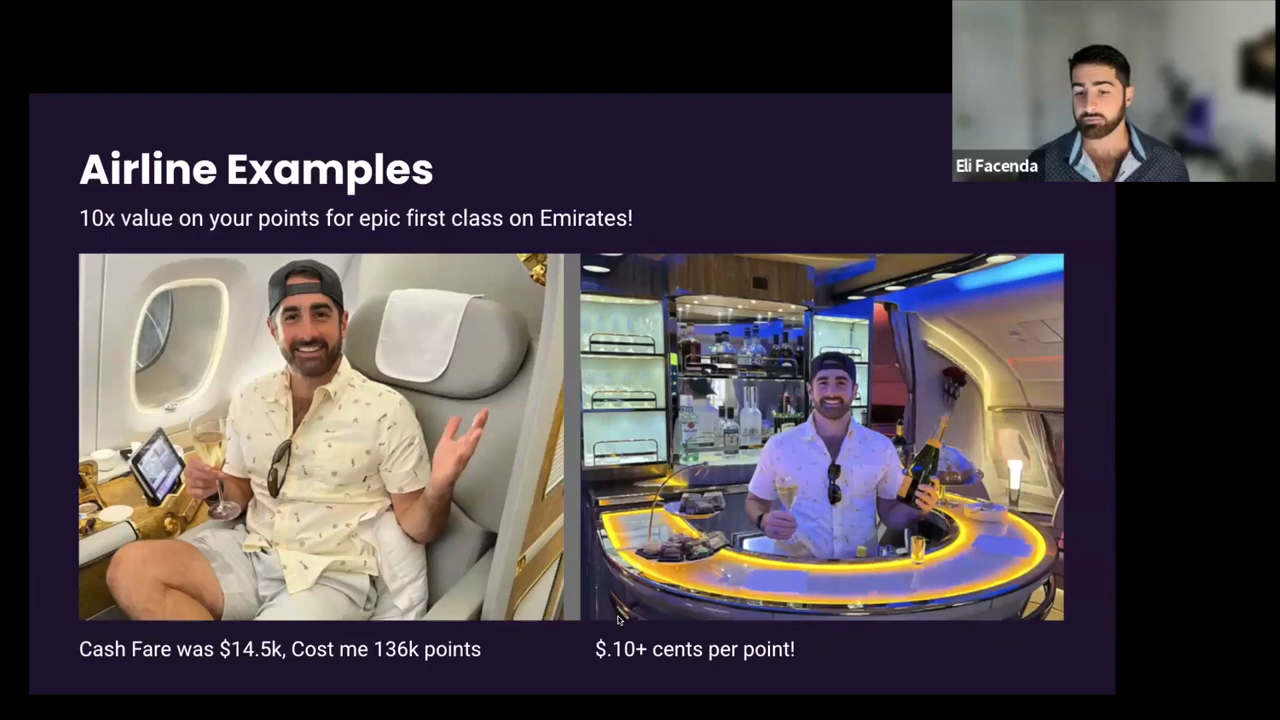 Eli Facenda
Airline Examples
10x value on your points for epic first class on Emirates!
Cash Fare was $14.5k, Cost me 136k points
$.10+ cents per point!